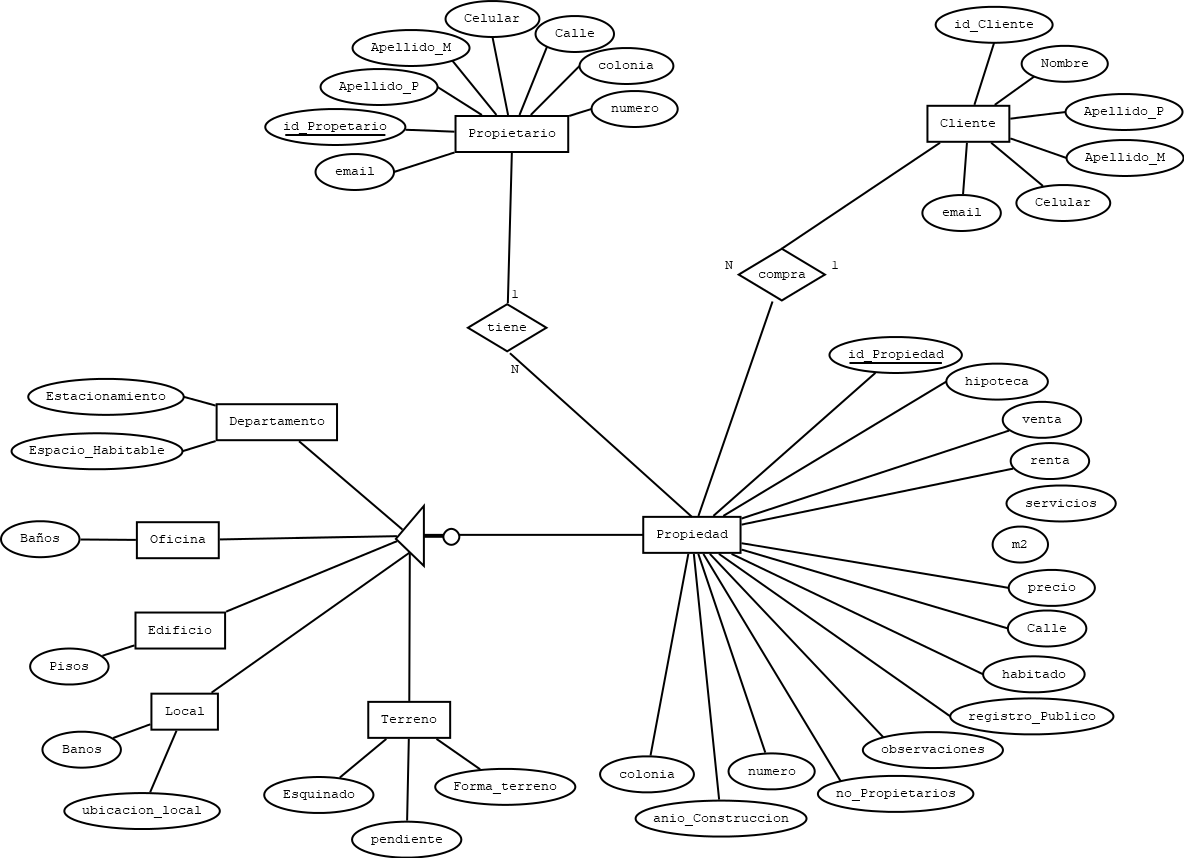 Celular
id_Cliente
Calle
Apellido_M
Nombre
colonia
Apellido_P
numero
Apellido_P
id_Propetario
Propietario
Cliente
Apellido_M
email
Celular
email
N
1
compra
1
tiene
id_Propiedad
N
hipoteca
Estacionamiento
venta
Departamento
Espacio_Habitable
renta
servicios
Baños
Oficina
Propiedad
m2
precio
Calle
Edificio
Pisos
habitado
Local
Terreno
registro_Publico
Banos
observaciones
colonia
numero
Esquinado
Forma_terreno
no_Propietarios
ubicacion_local
anio_Construccion
pendiente